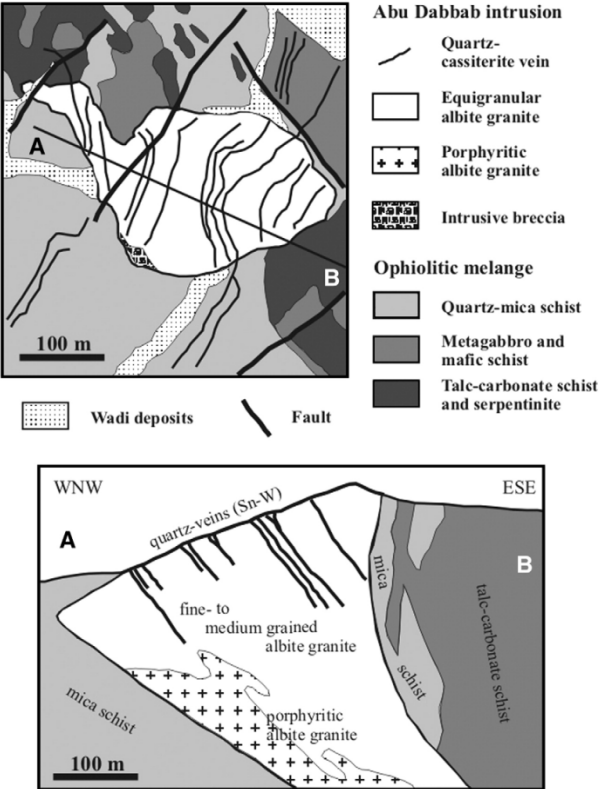 Abu Dabbab intrusion
Quartz-
cassiterite vein
Equigranular
albite granite
Porphyritic
albite granite
Intrusive breccia
Ophiolitic melange
Quartz-mica schist
Metagabbro and
mafic schist
Talc-carbonate schist
and serpentinite
A
B
100 m
Wadi deposits
Fault
WNW
ESE
quartz-veins (Sn-W)
A
B
fine- to
medium grained
albite granite
mica
schist
talc-carbonate schist
mica schist
porphyritic
albite granite
100 m